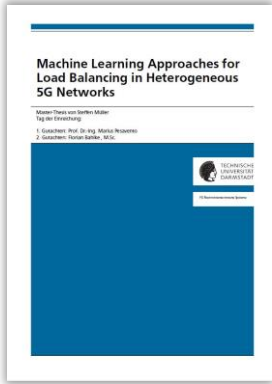 Machine Learning Approaches for
Load Balancing in Heterogeneous
5G Networks
Master-Thesis von Steffen Müller
Tag der Einreichung:
1. Gutachten: Prof. Dr.-Ing. Marius Pesavento
2. Gutachten: Florian Bahlke, M.Sc.
TECHNISCHE
UNIVERSITÄT
DARMSTADT